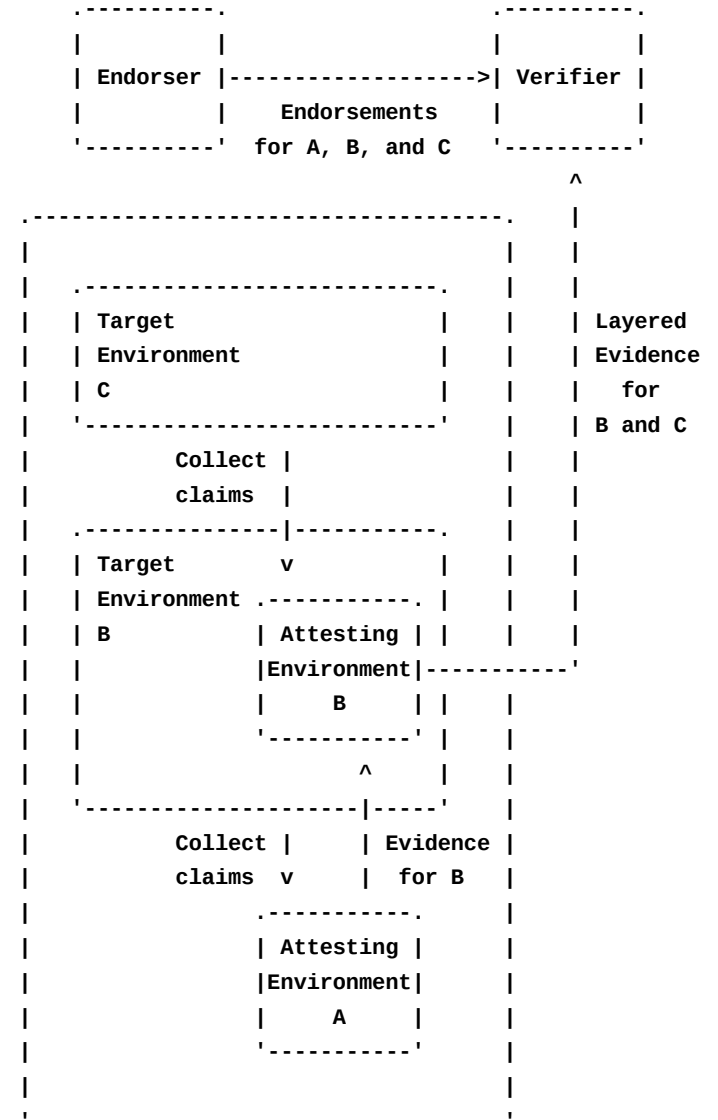 Endorser Verifier
Endorsements
for A, B, and C
Target Layered
Environment Evidence
C for
B and C
Collect
claims
Target v
Environment
B Attesting
Environment
B
Collect Evidence
claims v for B
Attesting
Environment
A